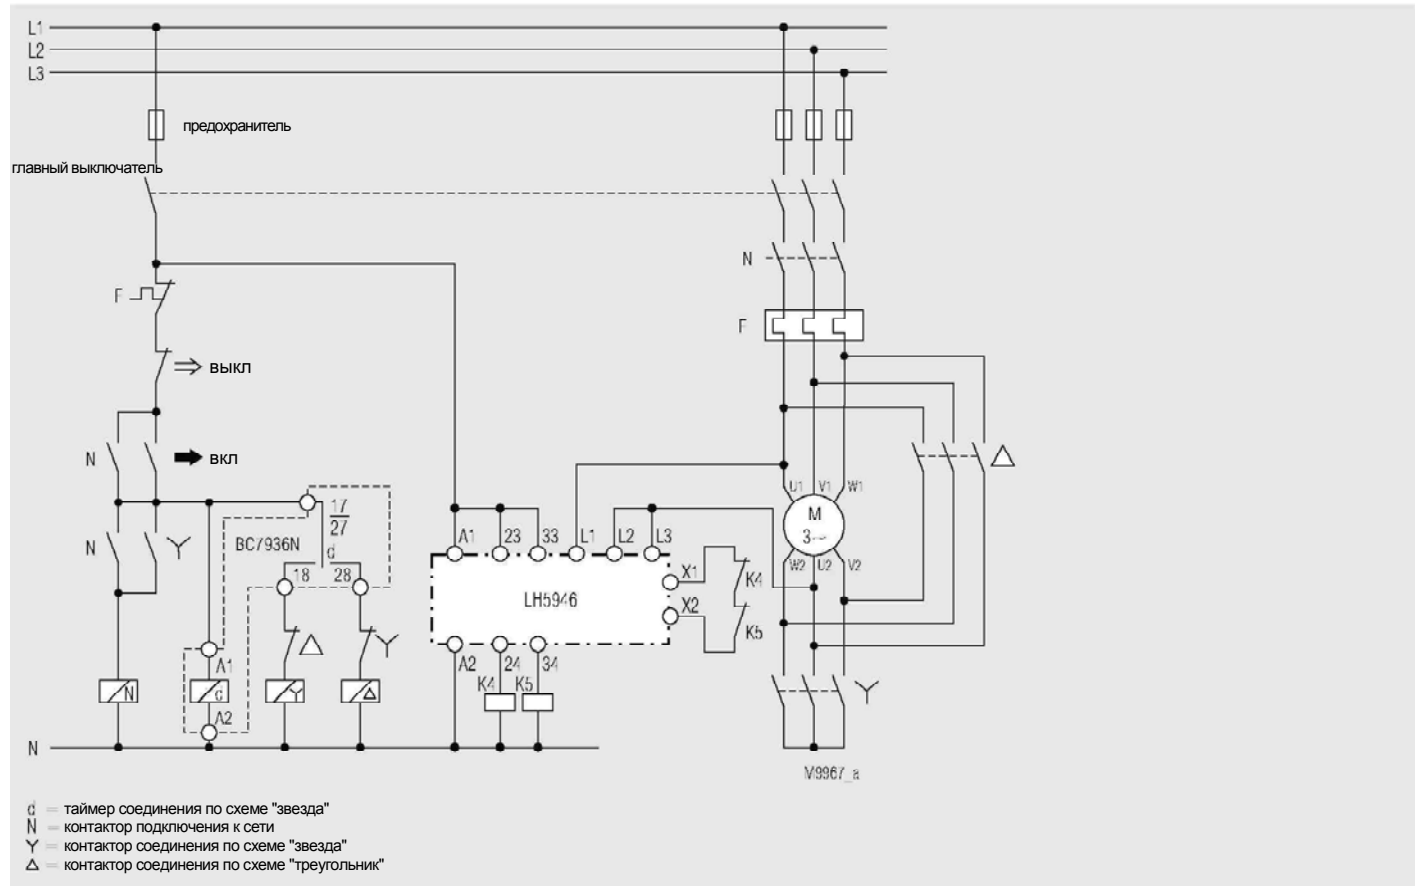 L1
L2
L3
предохранитель
главный выключатель
N
F
F
выкл
вкл
N
17
27
BC7936N
d
18 28
N
A1
A2
N
d
A1 23 33 L1 L2 L3
LH5946
X1
X2
K4
K5
A2 24 34
K4 K5
U1 V1 W1
M
3~
W2 U2 V2
N
M9967_a
d = таймер соединения по схеме "звезда"
N = контактор подключения к сети
Y = контактор соединения по схеме "звезда"
Δ = контактор соединения по схеме "треугольник"